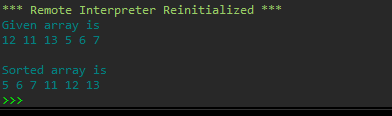 *** Remote Interpreter Reinitialized ***
Given array is
12 11 13 5 6 7

Sorted array is
5 6 7 11 12 13
>>>